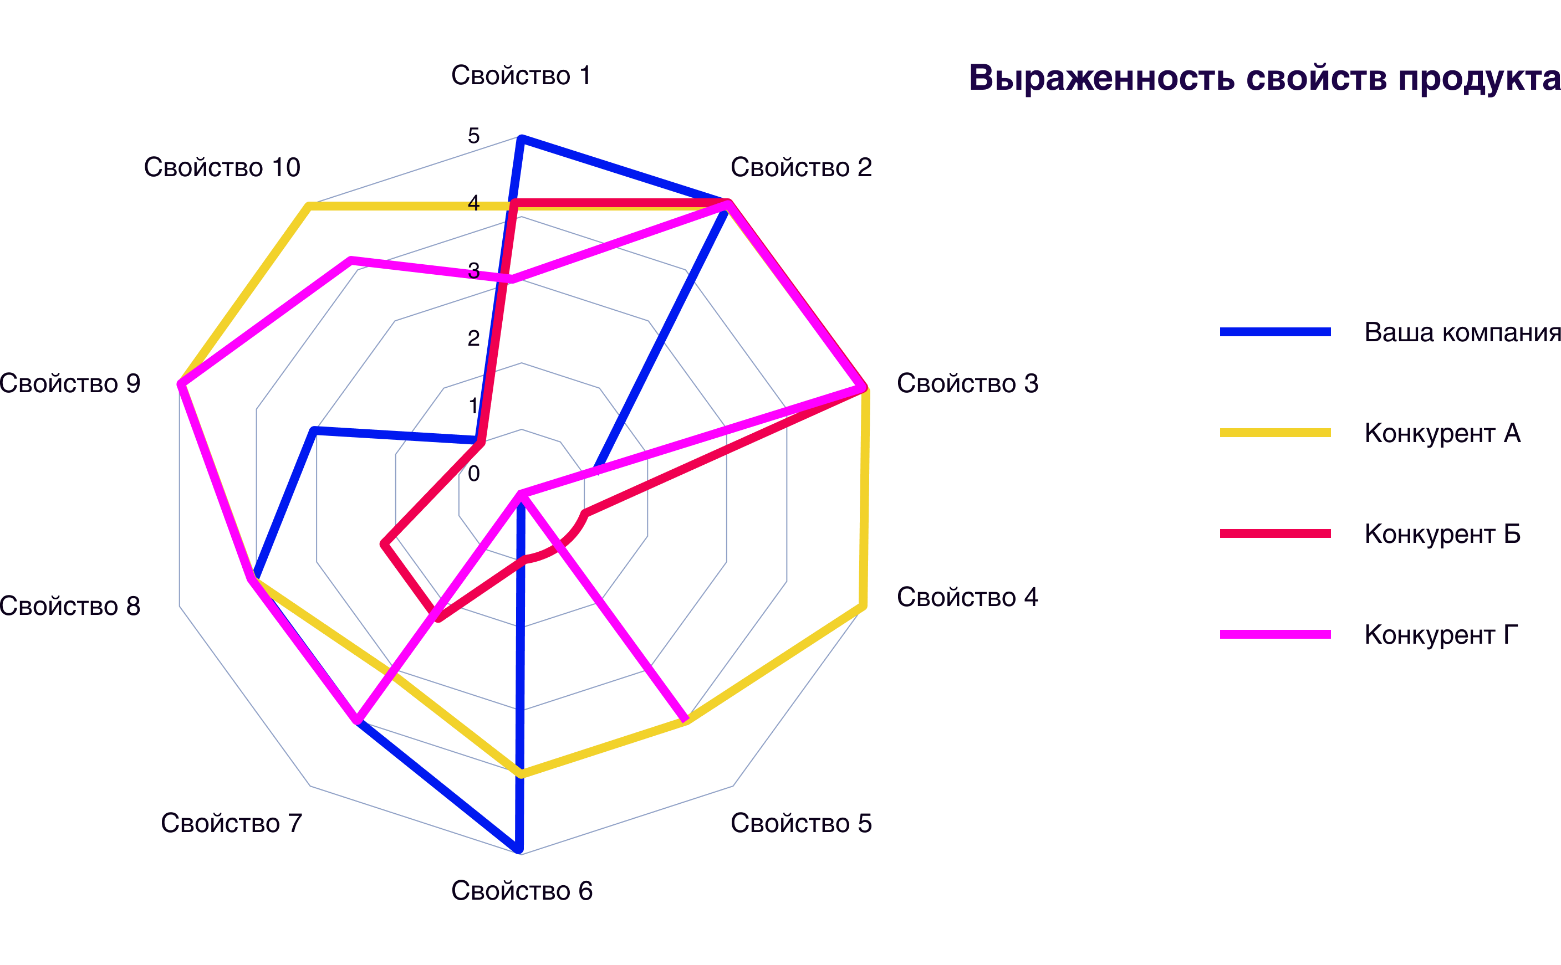 Выраженность свойств продукта
Свойство 1
Свойство 2
Свойство 3
Свойство 4
Свойство 5
Свойство 6
Свойство 7
Свойство 8
Свойство 9
Свойство 10
5
4
3
2
1
0
Ваша компания
Конкурент А
Конкурент Б
Конкурент Г